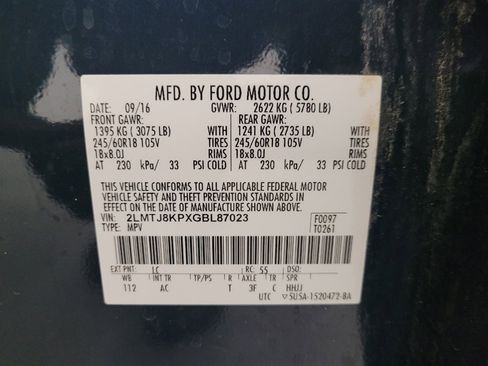 MFD. BY FORD MOTOR CO.
DATE: 09/16 GVWR: 2622 KG ( 5780 LB)
FRONT GAWR: REAR GAWR:
1395 KG ( 3075 LB) WITH 1241 KG ( 2735 LB) WITH
245/60R18 105V TIRES 245/60R18 105V TIRES
18x8.0J RIMS 18x8.0J RIMS
AT 230 kPa/ 33 PSI COLD AT 230 kPa/ 33 PSI COLD
THIS VEHICLE CONFORMS TO ALL APPLICABLE FEDERAL MOTOR
VEHICLE SAFETY AND THEFT PREVENTION STANDARDS IN
EFFECT ON THE DATE OF MANUFACTURE SHOWN ABOVE.
VIN: 2LMTJ8KPXGBL87023 F0097
TYPE: MPV T0261
EXT PNT: LC RC: 55 DSO:
WB INT TR TP/PS R AXLE TR SPR
112 AC T 3F C HHJJ
UTC ▽5U5A-1520472-BA